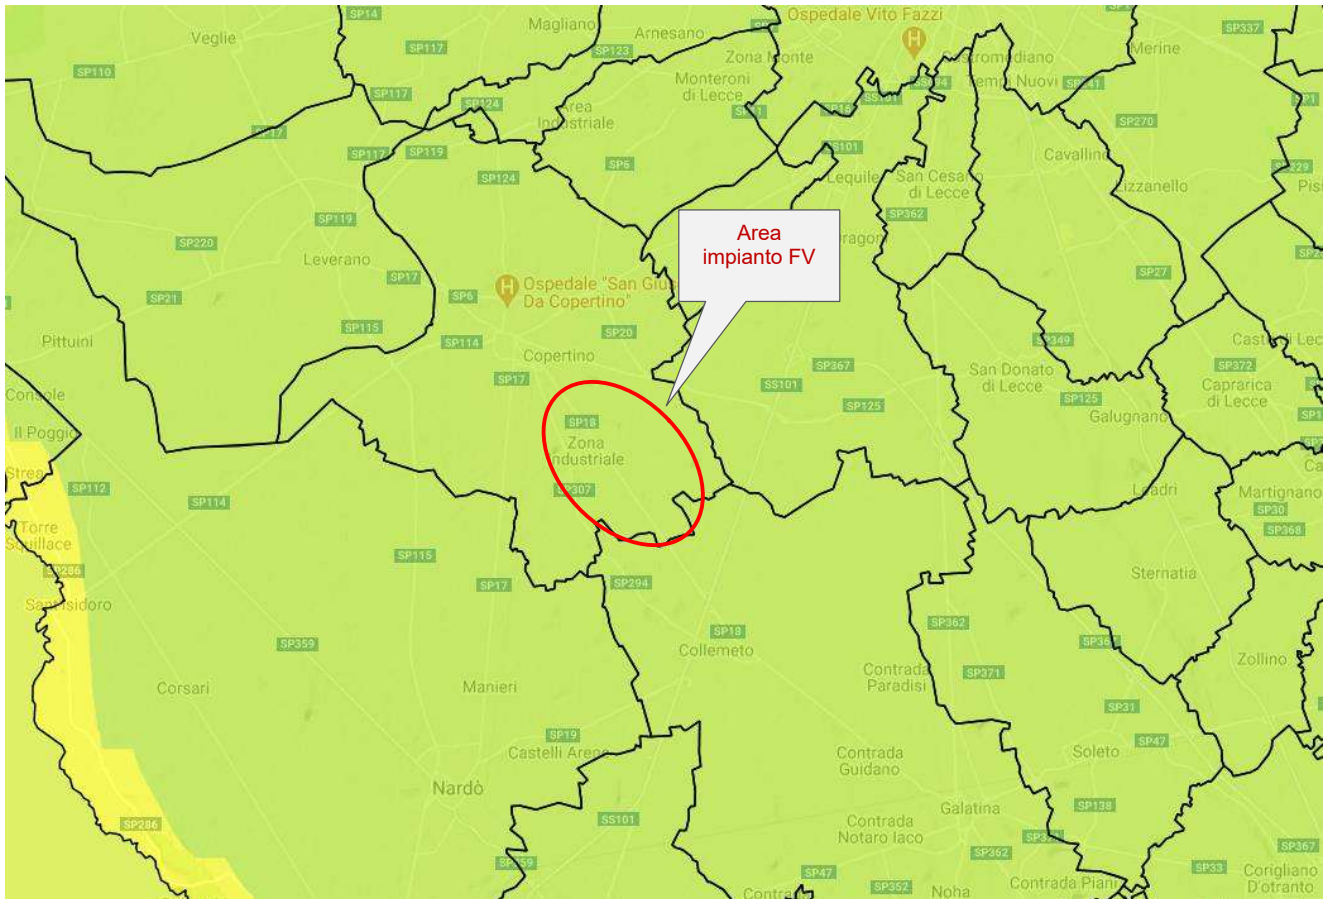 SP14
Magliano
Ospedale Vito Fazzi
Veglie
SP117
Arnesano
SP123
SP337
Merine
Zona Monte
SP110
Monteroni
di Lecce
Tempi Nuovi
SP117
SP124
Area
Industriale
SP270
SP117
SP119
SS101
Cavallino
SP6
SP124
Lequile
San Cesario
di Lecce
Lizzanello
SP362
SP119
Area
impianto FV
SP220
Leverano
SP17
SP27
Ospedale "San Gius
Da Copertino"
SP6
SP21
SP115
SP20
Pittuini
SP114
SP349
Copertino
SP367
SP372
San Donato
di Lecce
Caprarica
di Lecce
SP17
SS101
Console
SP125
SP125
Galugnano
SP18
Il Poggio
Zona
Industriale
Strea
SP112
SP307
SP114
Martignano
SP30
SP368
Torre
Squillace
SP115
SP286
SP17
SP294
Sternatia
Sant'Isidoro
SP362
SP18
SP359
Collemeto
Zollino
Contrada
Paradisi
SP371
Corsari
Manieri
SP31
SP19
SP47
Castelli Arene
Contrada
Guidano
Soleto
Nardò
SP138
Galatina
SP286
SS101
Contrada
Notaro Iaco
SP362
SP367
SP33
Corigliano
D'otranto
SP47
SP352
Noha
Contrada Piani